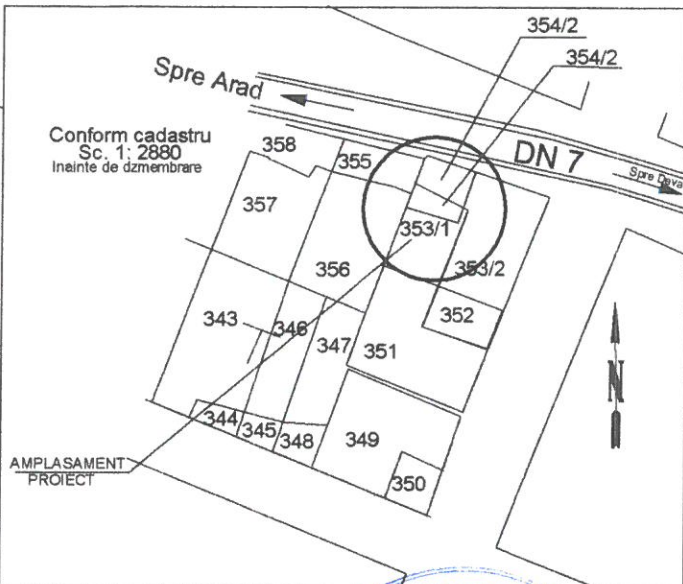 354/2
354/2
Spre Arad
Conform cadastru
Sc. 1: 2880
Inainte de dzmembrare
DN 7
Spre Deva
358
355
357
353/1
356
353/2
343
346
347
351
352
N
344
345
348
349
350
AMPLASAMENT
PROIECT